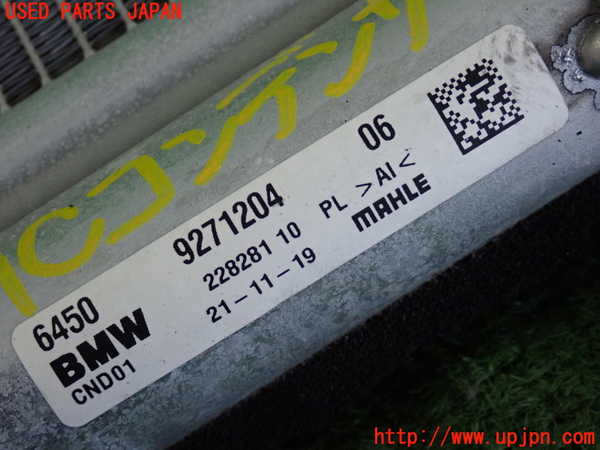 USED PARTS JAPAN
Cコンデンサ
6450
9271204
06
BMW
228281 10
PL >AI<
CND01
21-11-19
MAHLE
http://www.upjpn.com/